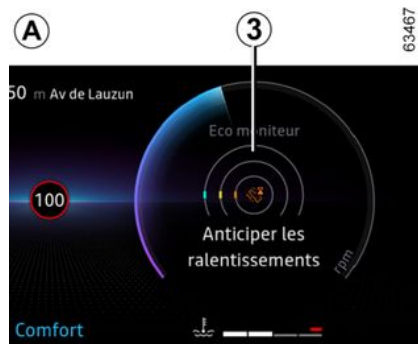 A
3
63467
50 m Av de Lauzun
Eco moniteur
100
Anticiper les
ralentissements
rpm
Comfort